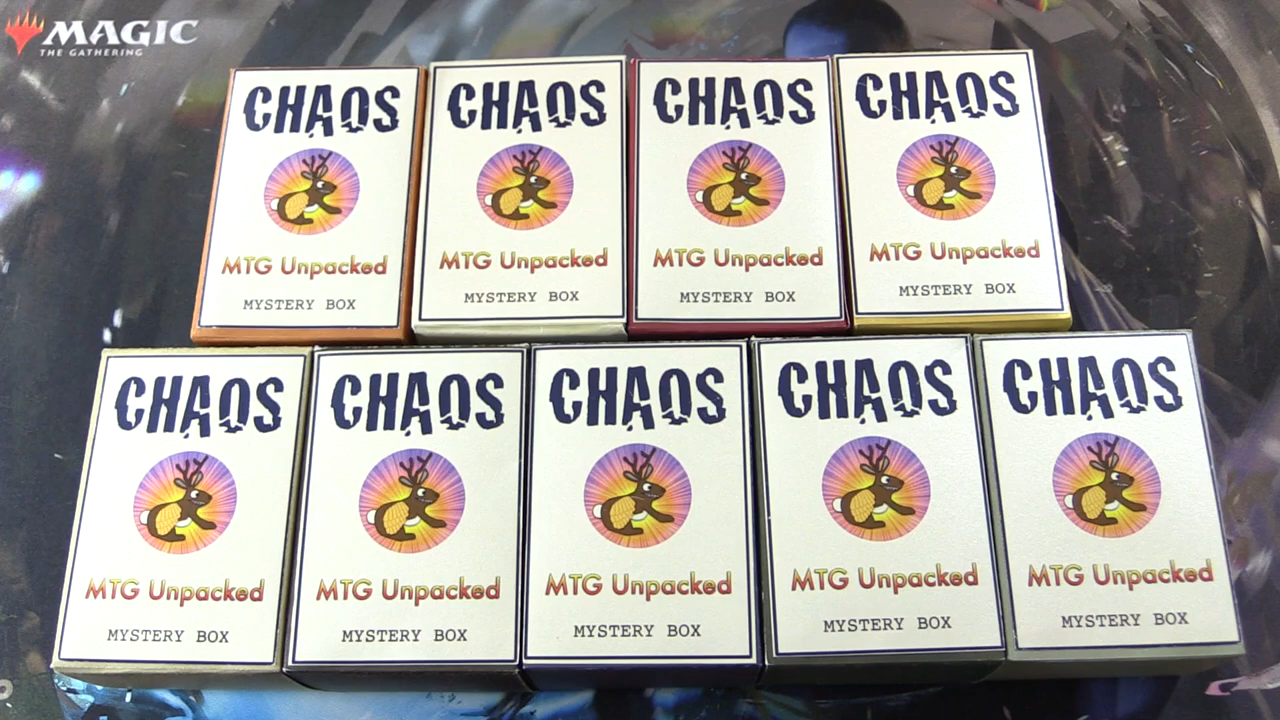 MAGIC
THE GATHERING
CHAOS
MTG Unpacked
MYSTERY BOX
CHAOS
MTG Unpacked
MYSTERY BOX
CHAOS
MTG Unpacked
MYSTERY BOX
CHAOS
MTG Unpacked
MYSTERY BOX
CHAOS
MTG Unpacked
MYSTERY BOX
CHAOS
MTG Unpacked
MYSTERY BOX
CHAOS
MTG Unpacked
MYSTERY BOX
CHAOS
MTG Unpacked
MYSTERY BOX
CHAOS
MTG Unpacked
MYSTERY BOX